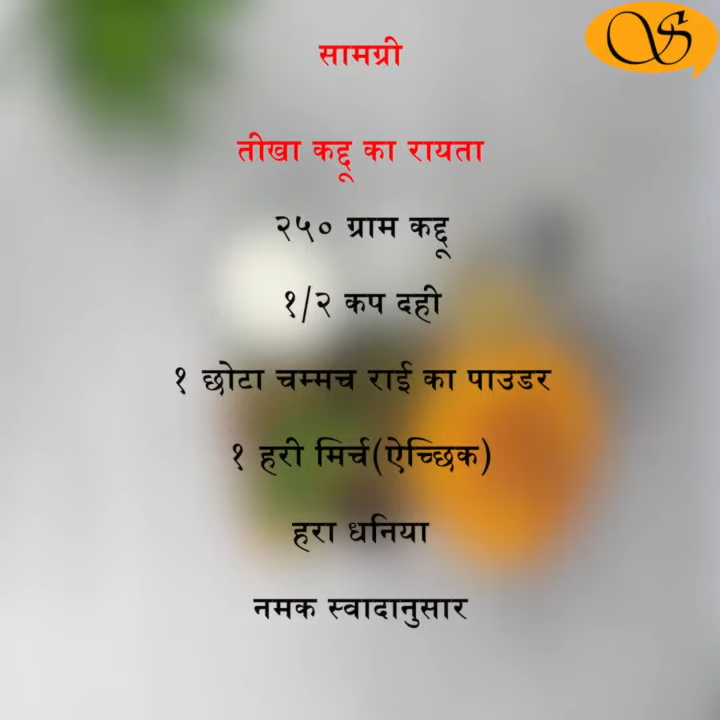 सामग्री
तीखा कद्दू का रायता
२५० ग्राम कद्दू
१/२ कप दही
१ छोटा चम्मच राई का पाउडर
१ हरी मिर्च(ऐच्छिक)
हरा धनिया
नमक स्वादानुसार